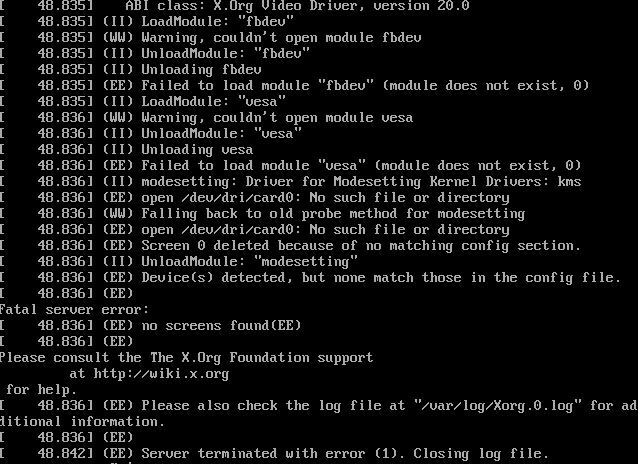 [    48.835]    ABI class: X.Org Video Driver, version 20.0
[    48.835] (II) LoadModule: "fbdev"
[    48.835] (WW) Warning, couldn't open module fbdev
[    48.835] (II) UnloadModule: "fbdev"
[    48.835] (II) Unloading fbdev
[    48.835] (EE) Failed to load module "fbdev" (module does not exist, 0)
[    48.835] (II) LoadModule: "vesa"
[    48.836] (WW) Warning, couldn't open module vesa
[    48.836] (II) UnloadModule: "vesa"
[    48.836] (II) Unloading vesa
[    48.836] (EE) Failed to load module "vesa" (module does not exist, 0)
[    48.836] (II) modesetting: Driver for Modesetting Kernel Drivers: kms
[    48.836] (EE) open /dev/dri/card0: No such file or directory
[    48.836] (WW) Falling back to old probe method for modesetting
[    48.836] (EE) open /dev/dri/card0: No such file or directory
[    48.836] (EE) Screen 0 deleted because of no matching config section.
[    48.836] (II) UnloadModule: "modesetting"
[    48.836] (EE) Device(s) detected, but none match those in the config file.
[    48.836] (EE)
Fatal server error:
[    48.836] (EE) no screens found(EE)
[    48.836] (EE)
Please consult the The X.Org Foundation support
         at http://wiki.x.org
 for help.
[    48.836] (EE) Please also check the log file at "/var/log/Xorg.0.log" for ad
ditional information.
[    48.836] (EE)
[    48.842] (EE) Server terminated with error (1). Closing log file.